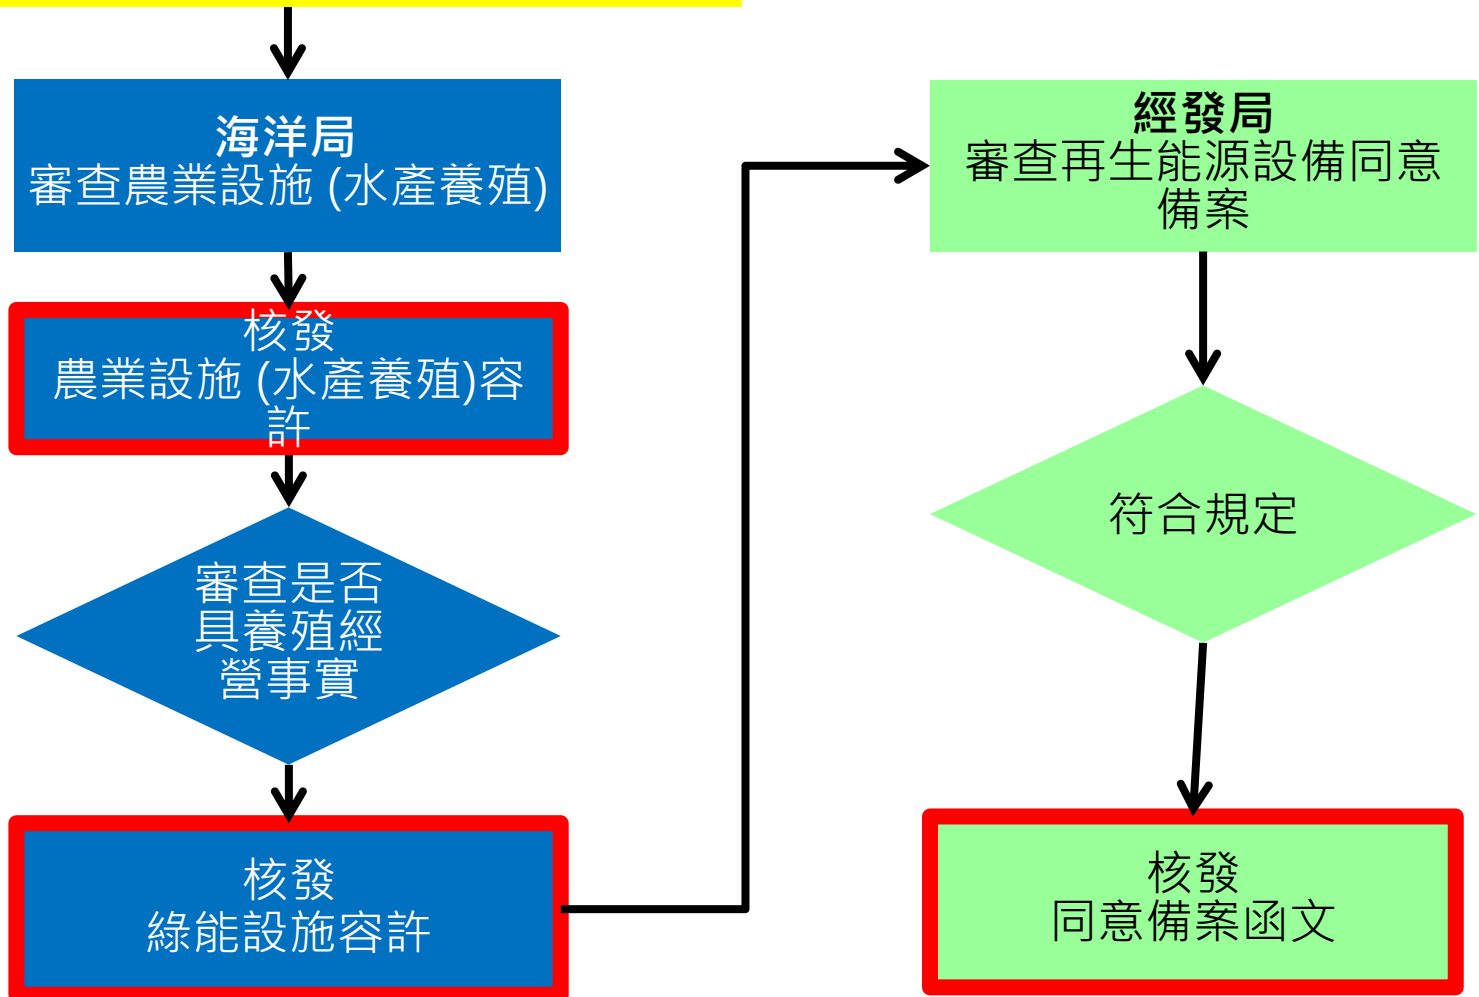 海洋局
審查農業設施 (水產養殖)
核發
農業設施 (水產養殖)容
許
審查是否
具養殖經
營事實
核發
綠能設施容許
經發局
審查再生能源設備同意
備案
符合規定
核發
同意備案函文